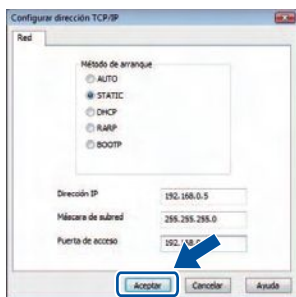 Configurar dirección TCP/IP
Red
Método de arranque
AUTO
STATIC
DHCP
RARP
BOOTP
Dirección IP 192.168.0.5
Máscara de subred 255.255.255.0
Puerta de acceso
Aceptar Cancelar Ayuda